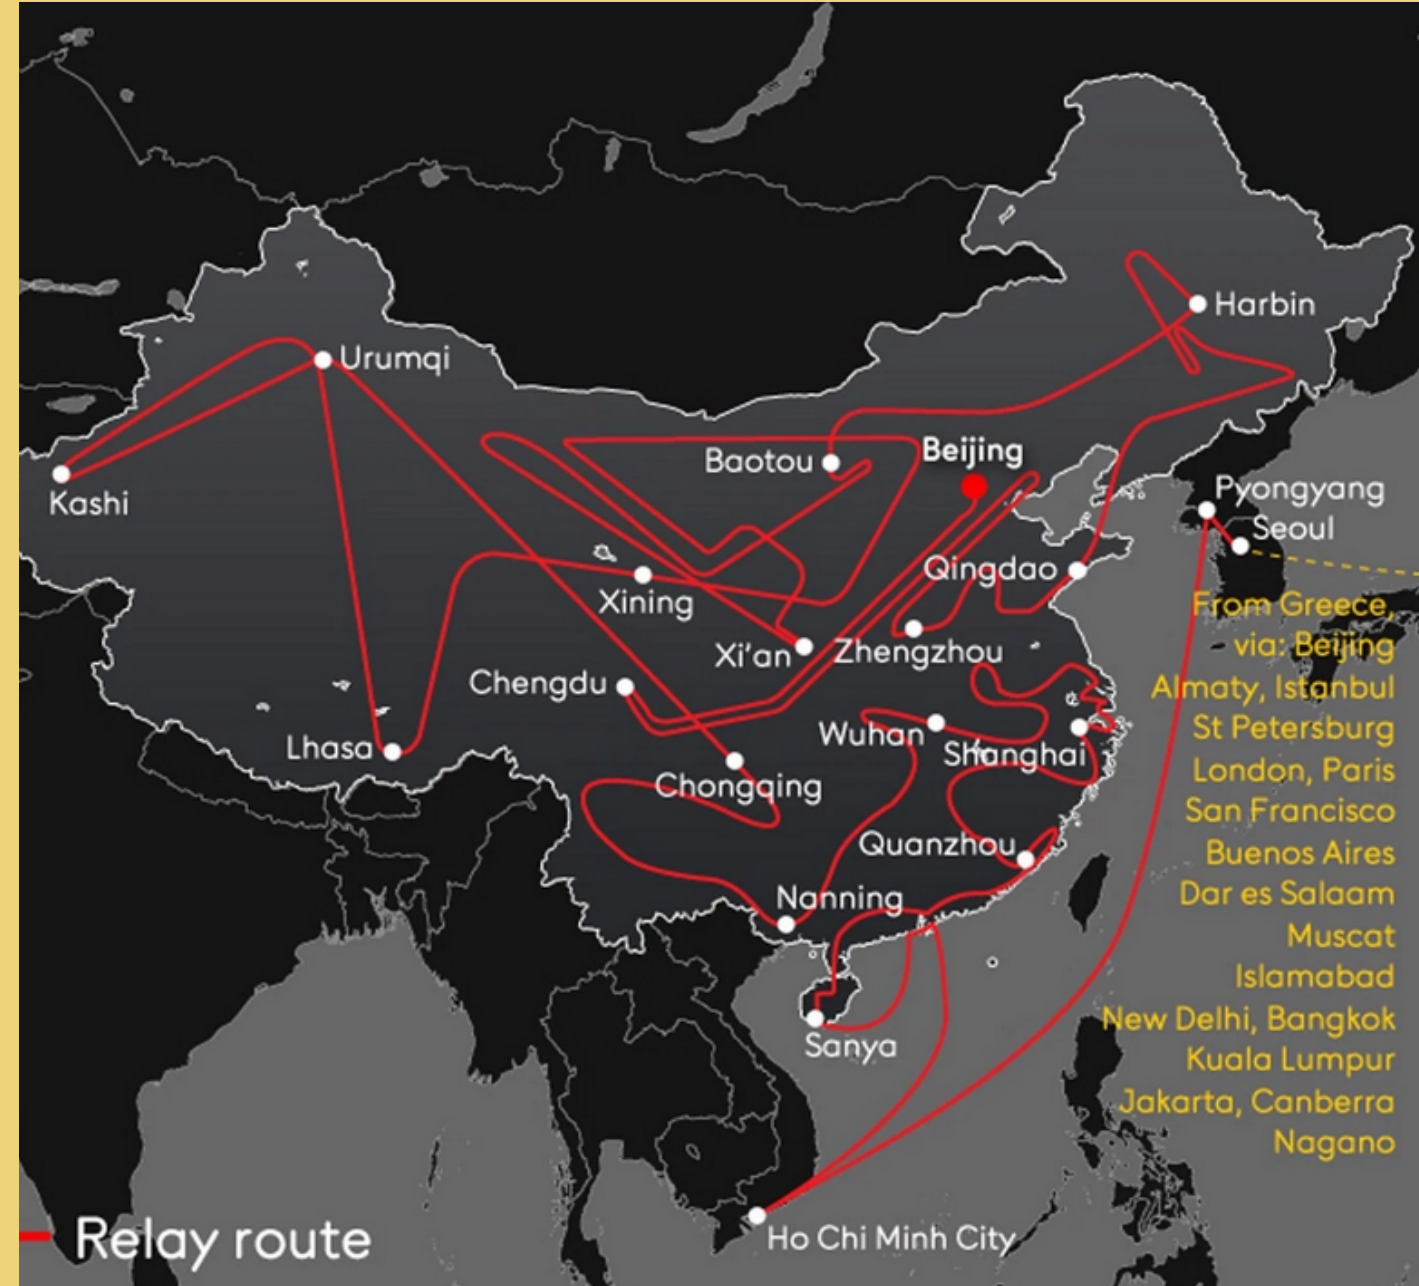 Harbin
Urumqi
Beijing
Baotou
Kashi
Pyongyang
Seoul
Qingdao
Xining
Zhengzhou
Xi'an
Chengdu
Wuhan
Shanghai
Lhasa
Chongqing
Quanzhou
Nanning
Sanya
Ho Chi Minh City
From Greece,
via: Beijing
Almaty, Istanbul
St Petersburg
London, Paris
San Francisco
Buenos Aires
Dar es Salaam
Muscat
Islamabad
New Delhi, Bangkok
Kuala Lumpur
Jakarta, Canberra
Nagano
Relay route